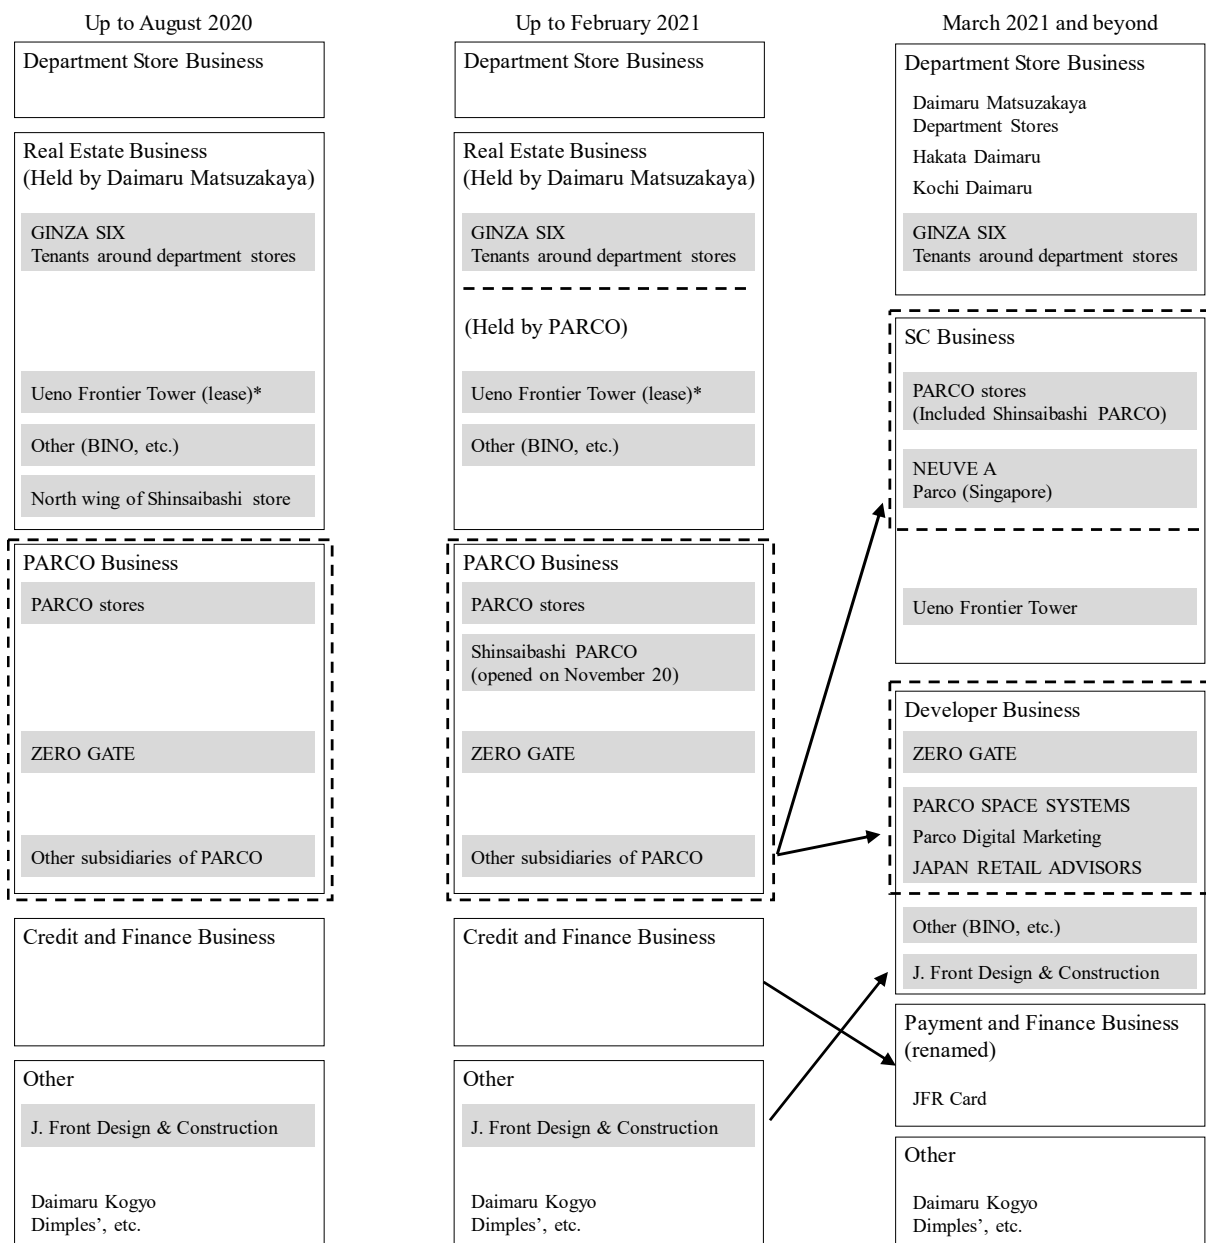 Up to August 2020
Department Store Business
Real Estate Business
(Held by Daimaru Matsuzakaya)
GINZA SIX
Tenants around department stores
Ueno Frontier Tower (lease)*
Other (BINO, etc.)
North wing of Shinsaibashi store
PARCO Business
PARCO stores
ZERO GATE
Other subsidiaries of PARCO
Credit and Finance Business
Other
J. Front Design & Construction
Daimaru Kogyo
Dimples’, etc.
Up to February 2021
Department Store Business
Real Estate Business
(Held by Daimaru Matsuzakaya)
GINZA SIX
Tenants around department stores
(Held by PARCO)
Ueno Frontier Tower (lease)*
Other (BINO, etc.)
PARCO Business
PARCO stores
Shinsaibashi PARCO
(opened on November 20)
ZERO GATE
Other subsidiaries of PARCO
Credit and Finance Business
Other
J. Front Design & Construction
Daimaru Kogyo
Dimples’, etc.
March 2021 and beyond
Department Store Business
Daimaru Matsuzakaya
Department Stores
Hakata Daimaru
Kochi Daimaru
GINZA SIX
Tenants around department stores
SC Business
PARCO stores
(Included Shinsaibashi PARCO)
NEUVE A
Parco (Singapore)
Ueno Frontier Tower
Developer Business
ZERO GATE
PARCO SPACE SYSTEMS
Parco Digital Marketing
JAPAN RETAIL ADVISORS
Other (BINO, etc.)
J. Front Design & Construction
Payment and Finance Business
(renamed)
JFR Card
Other
Daimaru Kogyo
Dimples’, etc.